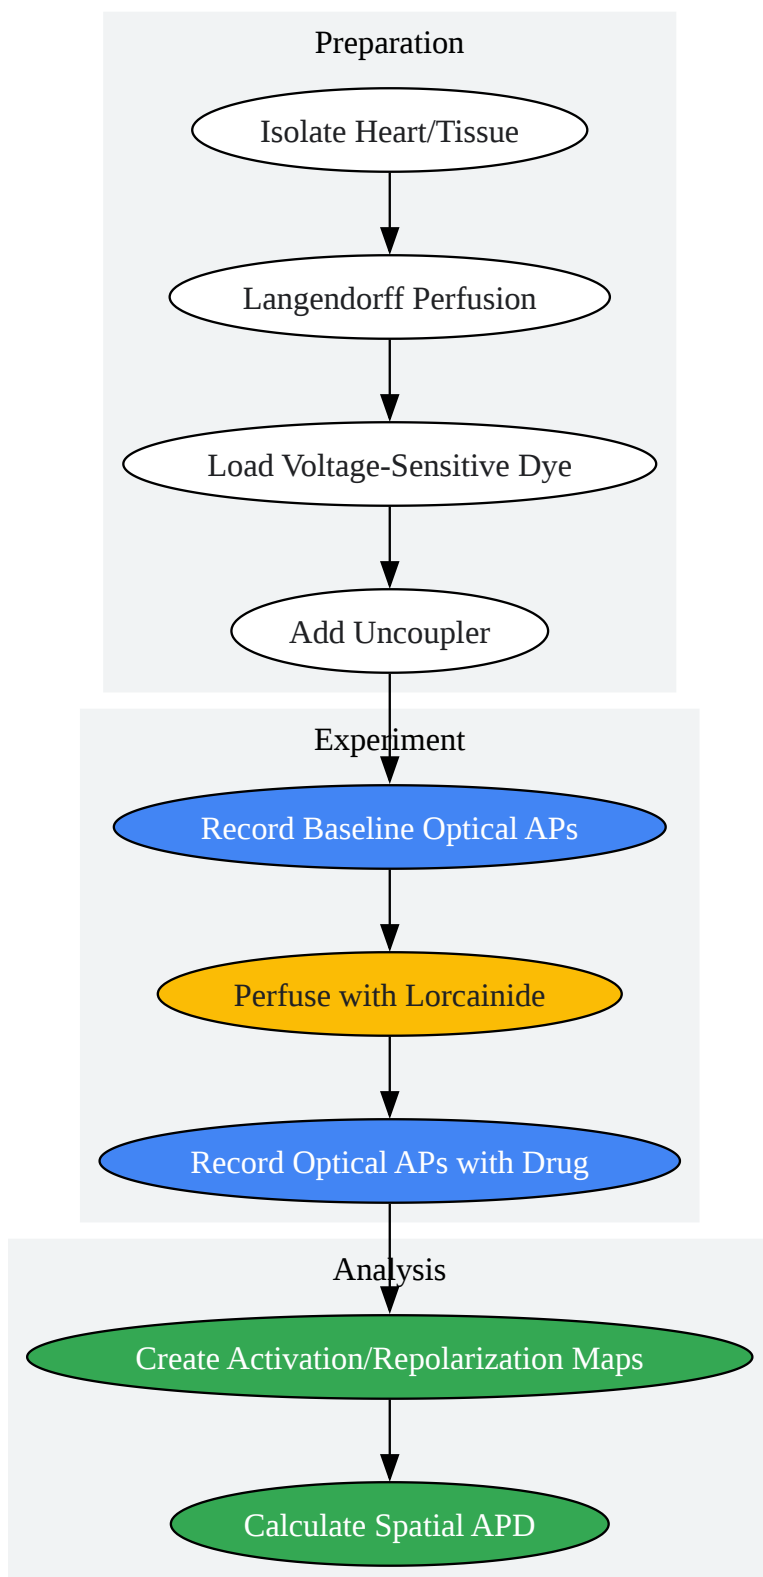 Preparation
Isolate Heart/Tissue
Langendorff Perfusion
Load Voltage-Sensitive Dye
Add Uncoupler
Experiment
Record Baseline Optical APs
Perfuse with Lorcainide
Record Optical APs with Drug
Analysis
Create Activation/Repolarization Maps
Calculate Spatial APD